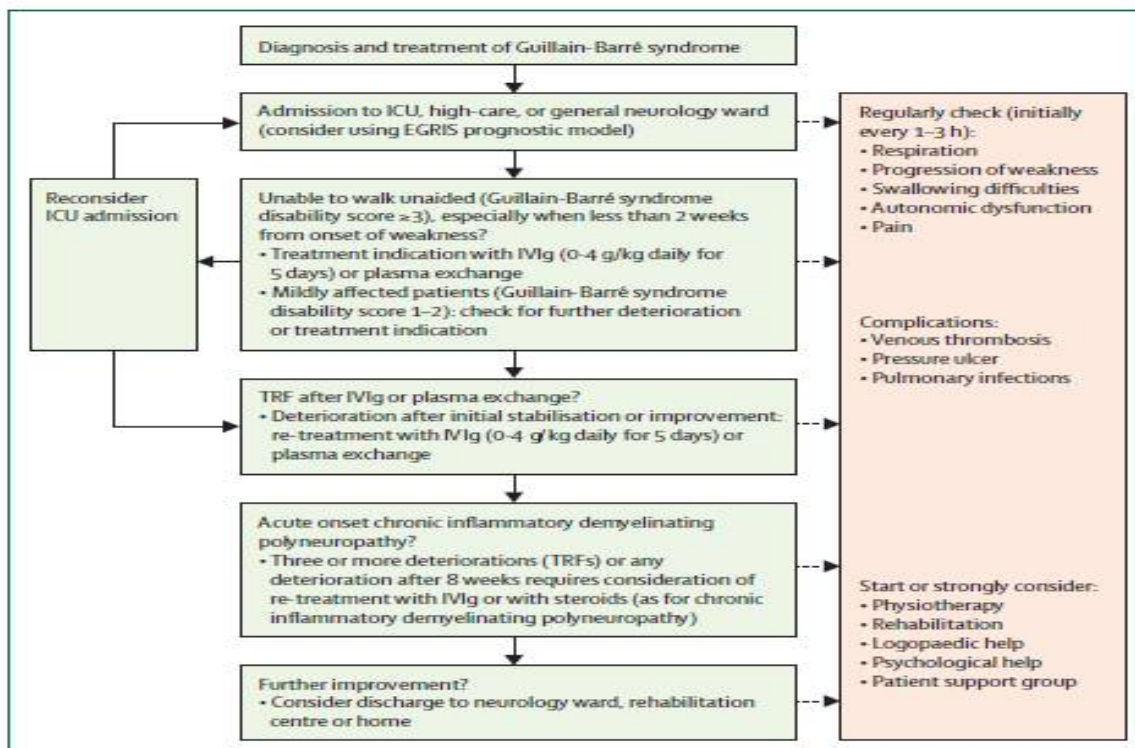 Diagnosis and treatment of Guillain-Barré syndrome
Admission to ICU, high-care, or general neurology ward
(consider using EGRIS prognostic model)
Reconsider
ICU admission
Unable to walk unaided (Guillain-Barré syndrome
disability score ≥3), especially when less than 2 weeks
from onset of weakness?
• Treatment indication with IVIg (0·4 g/kg daily for
5 days) or plasma exchange
• Mildly affected patients (Guillain-Barré syndrome
disability score 1–2): check for further deterioration
or treatment indication
TRF after IVIg or plasma exchange?
• Deterioration after initial stabilisation or improvement:
re-treatment with IVIg (0·4 g/kg daily for 5 days) or
plasma exchange
Acute onset chronic inflammatory demyelinating
polyneuropathy?
• Three or more deteriorations (TRFs) or any
deterioration after 8 weeks requires consideration of
re-treatment with IVIg or with steroids (as for chronic
inflammatory demyelinating polyneuropathy)
Further improvement?
• Consider discharge to neurology ward, rehabilitation
centre or home
Regularly check (initially
every 1–3 h):
• Respiration
• Progression of weakness
• Swallowing difficulties
• Autonomic dysfunction
• Pain
Complications:
• Venous thrombosis
• Pressure ulcer
• Pulmonary infections
Start or strongly consider:
• Physiotherapy
• Rehabilitation
• Logopaedic help
• Psychological help
• Patient support group